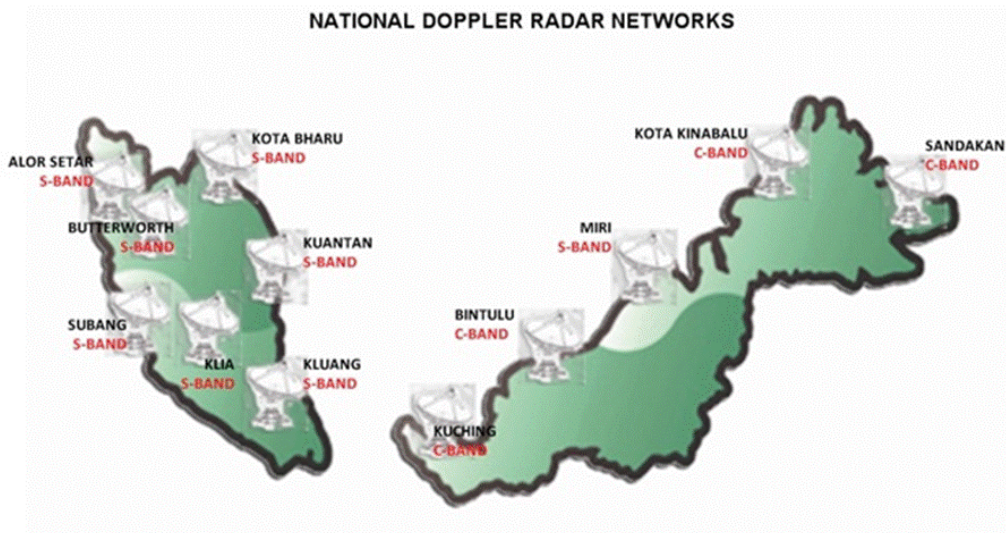 NATIONAL DOPPLER RADAR NETWORKS
KOTA BHARU
S-BAND
ALOR SETAR
S-BAND
BUTTERWORTH
S-BAND
KUANTAN
S-BAND
SUBANG
S-BAND
KLIA
S-BAND
KLUANG
S-BAND
KOTA KINABALU
C-BAND
SANDAKAN
C-BAND
MIRI
S-BAND
BINTULU
C-BAND
KUCHING
C-BAND